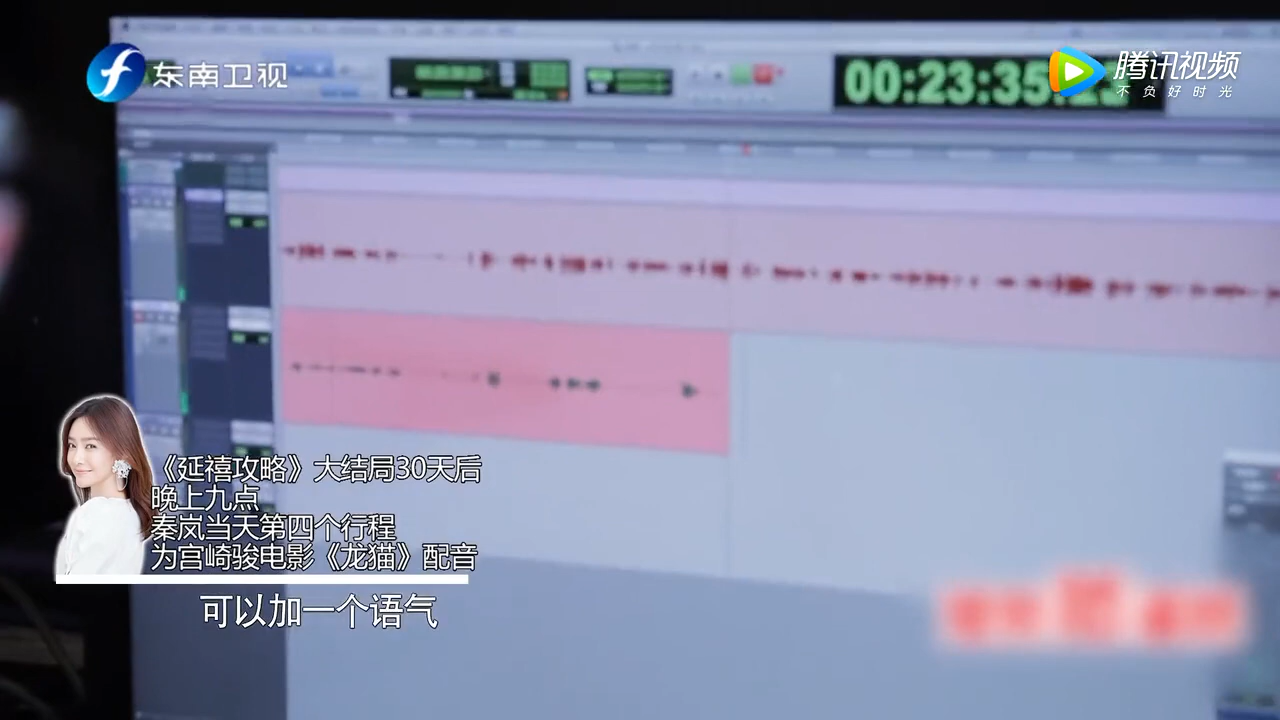 东南卫视
00:23:35
腾讯视频
不负好时光
《延禧攻略》大结局30天后
晚上九点
秦岚当天第四个行程
为宫崎骏电影《龙猫》配音
可以加一个语气